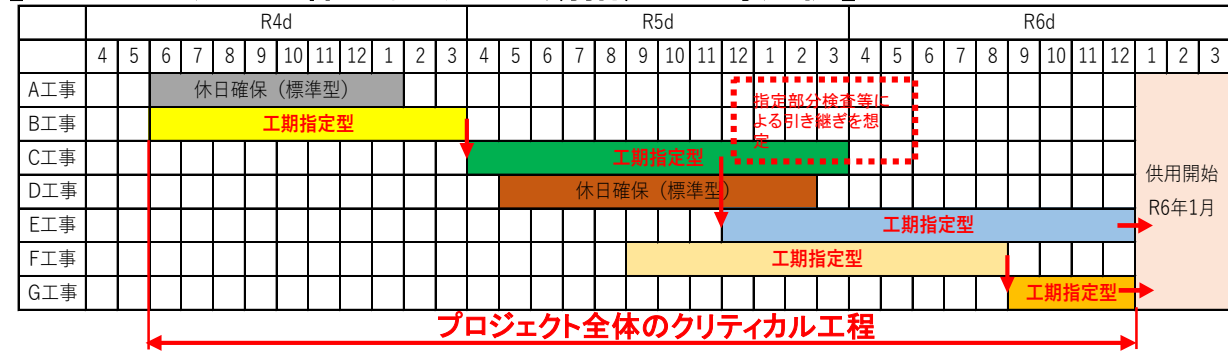 R4d R5d R6d
4 5 6 7 8 9 10 11 12 1 2 3 4 5 6 7 8 9 10 11 12 1 2 3 4 5 6 7 8 9 10 11 12 1 2 3
A工事 休日確保（標準型）
指定部分検査等に
よる引き継ぎを想
定
B工事 工期指定型
C工事 工期指定型
D工事 休日確保（標準型）
供用開始
R6年1月
E工事 工期指定型
F工事 工期指定型
G工事 工期指定型
プロジェクト全体のクリティカル工程